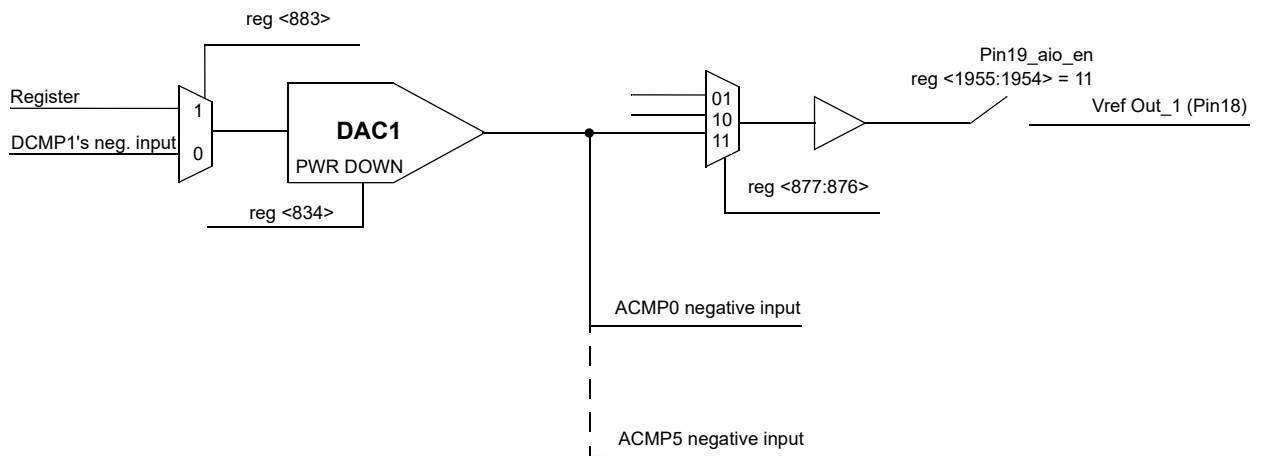 reg <883>
Pin19_aio_en
reg <1955:1954> = 11
Register
1
01
Vref Out_1 (Pin18)
10
DAC1
DCMP1's neg. input
0
11
PWR DOWN
reg <877:876>
reg <834>
ACMP0 negative input
ACMP5 negative input